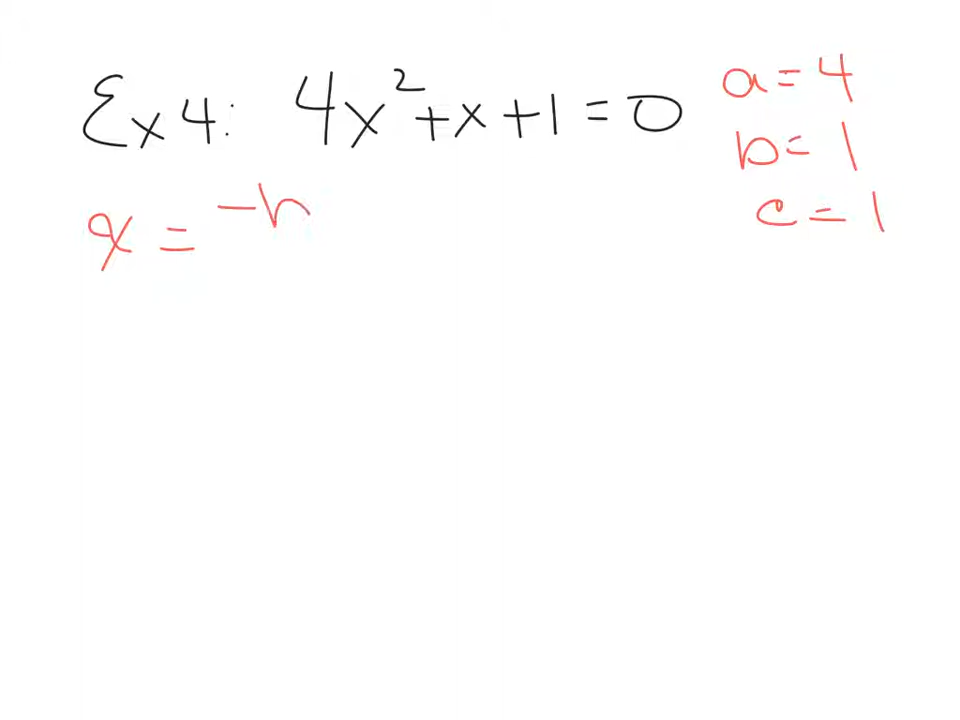 Ex 4: 4x²+x+1=0
a=4
b=1
c=1
x = -h